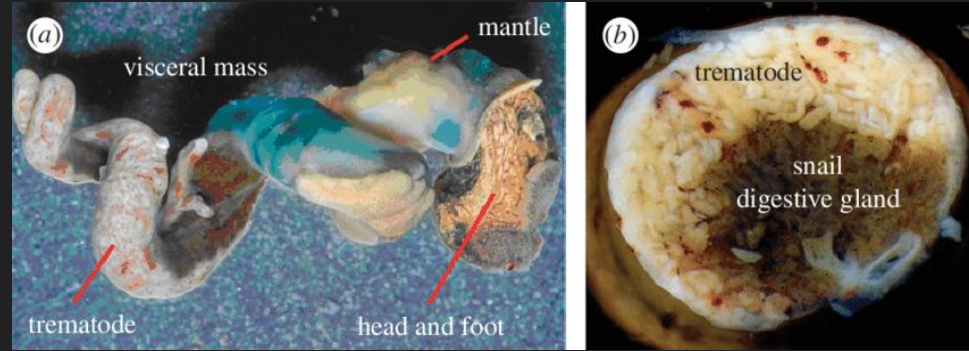 (a)
mantle
visceral mass
trematode
head and foot
(b)
trematode
snail
digestive gland